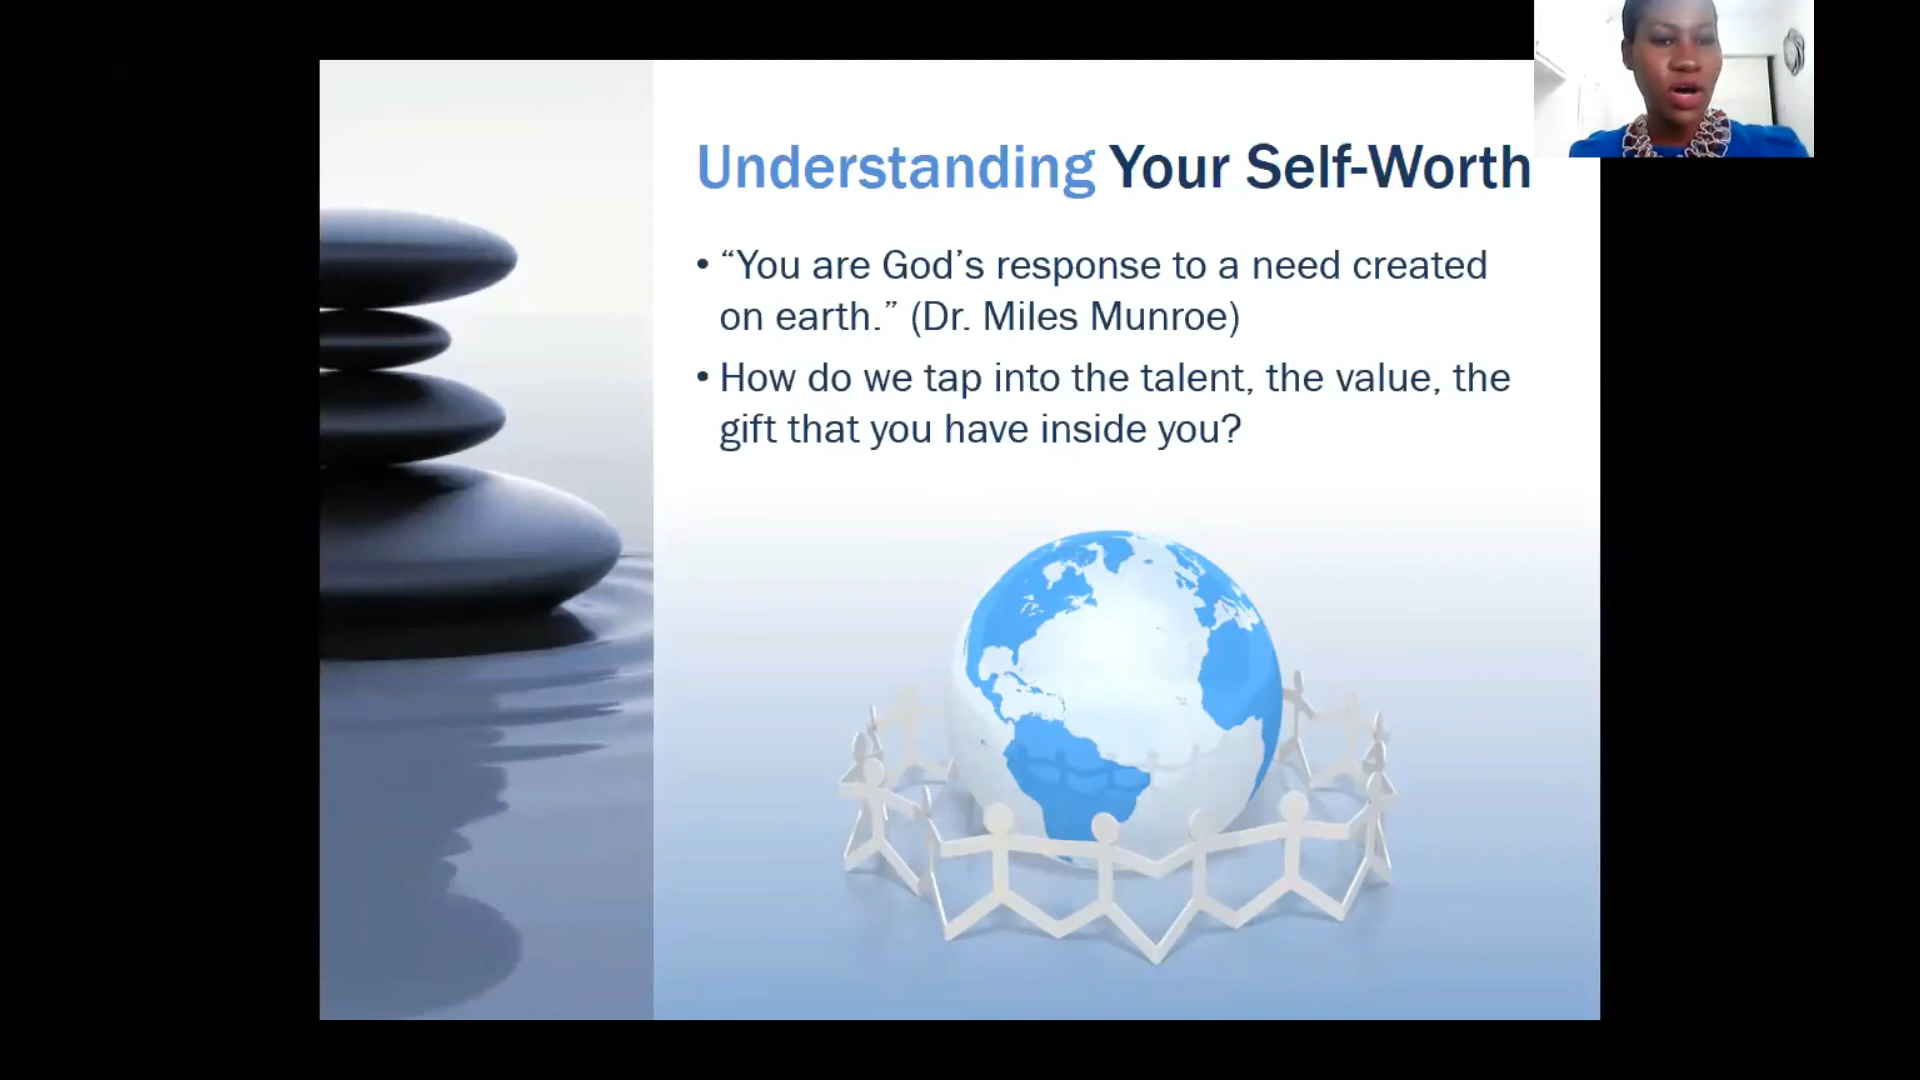 Understanding Your Self-Worth
• “You are God’s response to a need created
on earth.” (Dr. Miles Munroe)
• How do we tap into the talent, the value, the
gift that you have inside you?